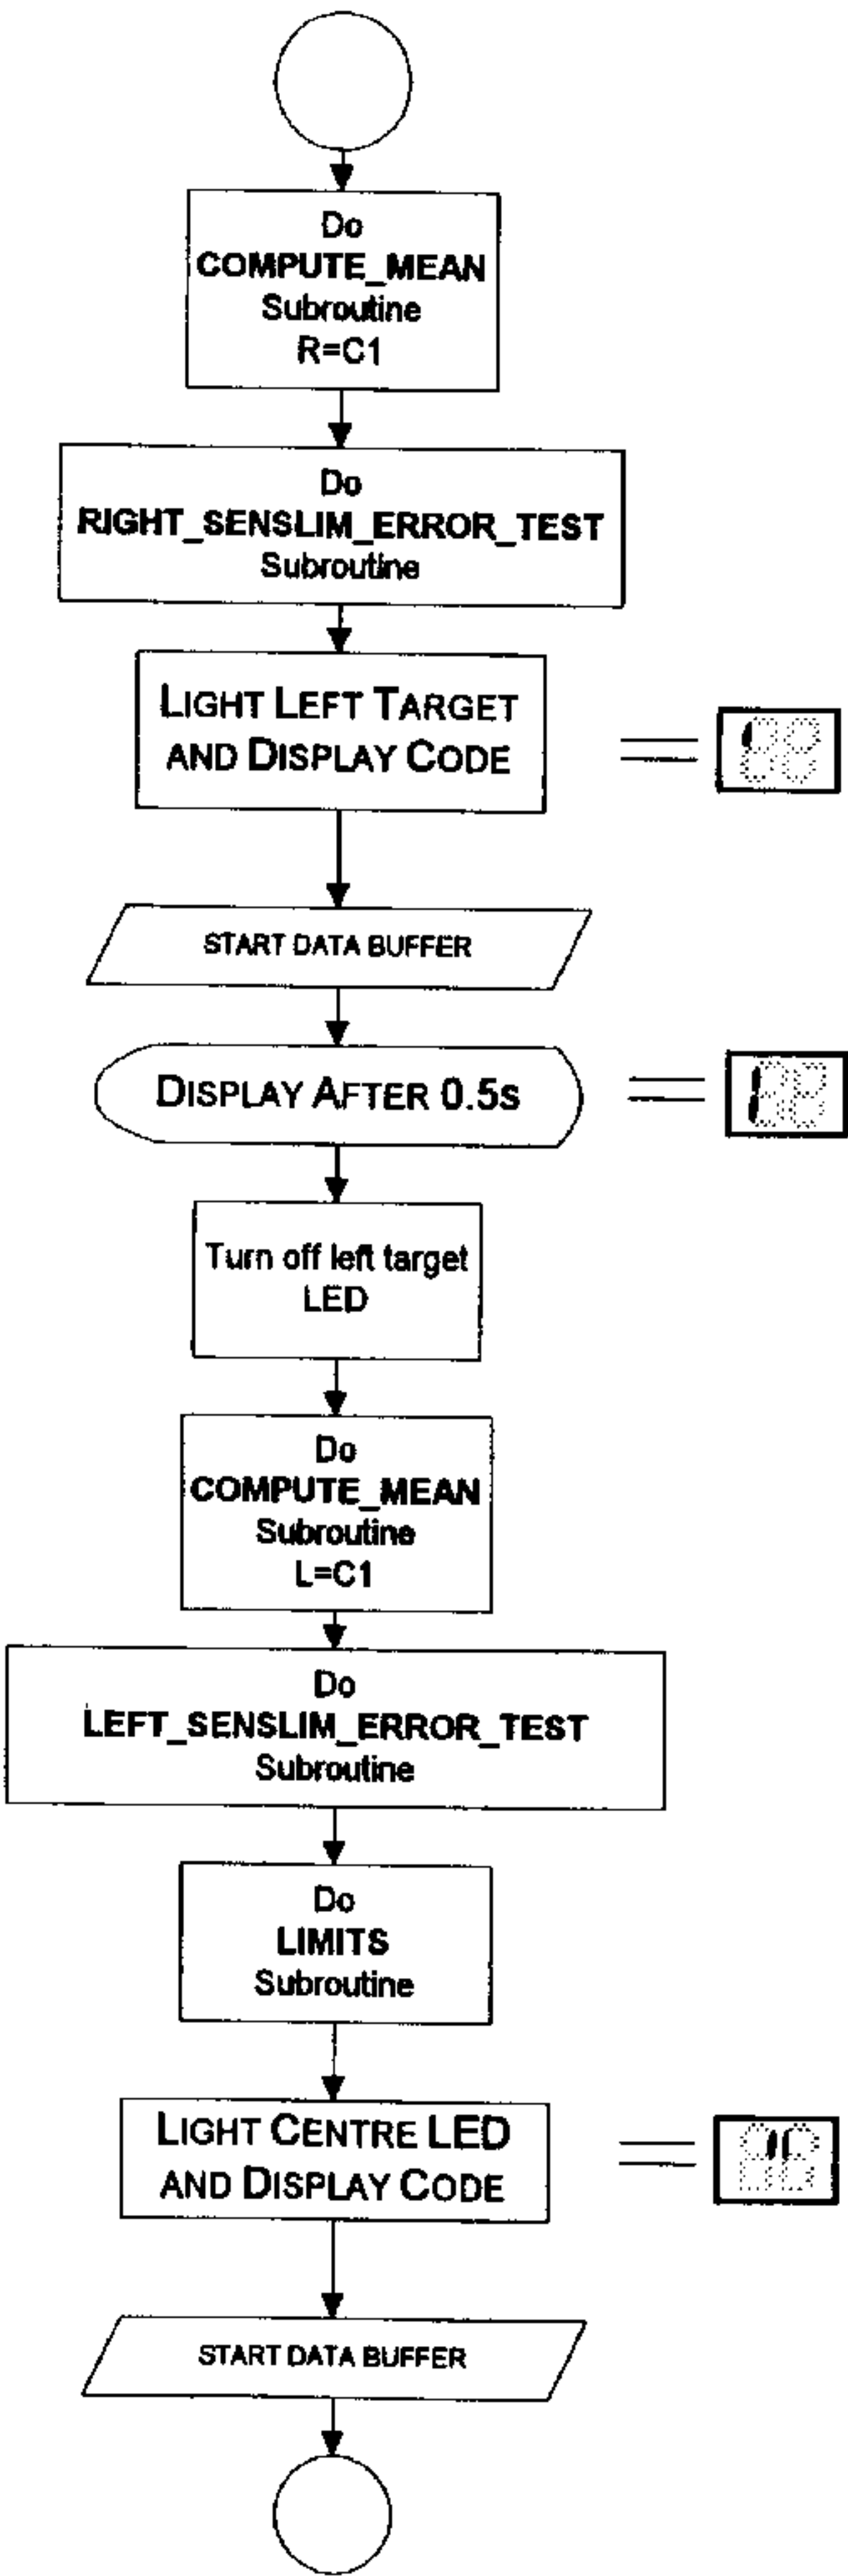 Do
COMPUTE_MEAN
Subroutine
R=C1
Do
RIGHT_SENSLIM_ERROR_TEST
Subroutine
LIGHT LEFT TARGET
AND DISPLAY CODE
START DATA BUFFER
DISPLAY AFTER 0.5s
Turn off left target
LED
Do
COMPUTE_MEAN
Subroutine
L=C1
Do
LEFT_SENSLIM_ERROR_TEST
Subroutine
Do
LIMITS
Subroutine
LIGHT CENTRE LED
AND DISPLAY CODE
START DATA BUFFER